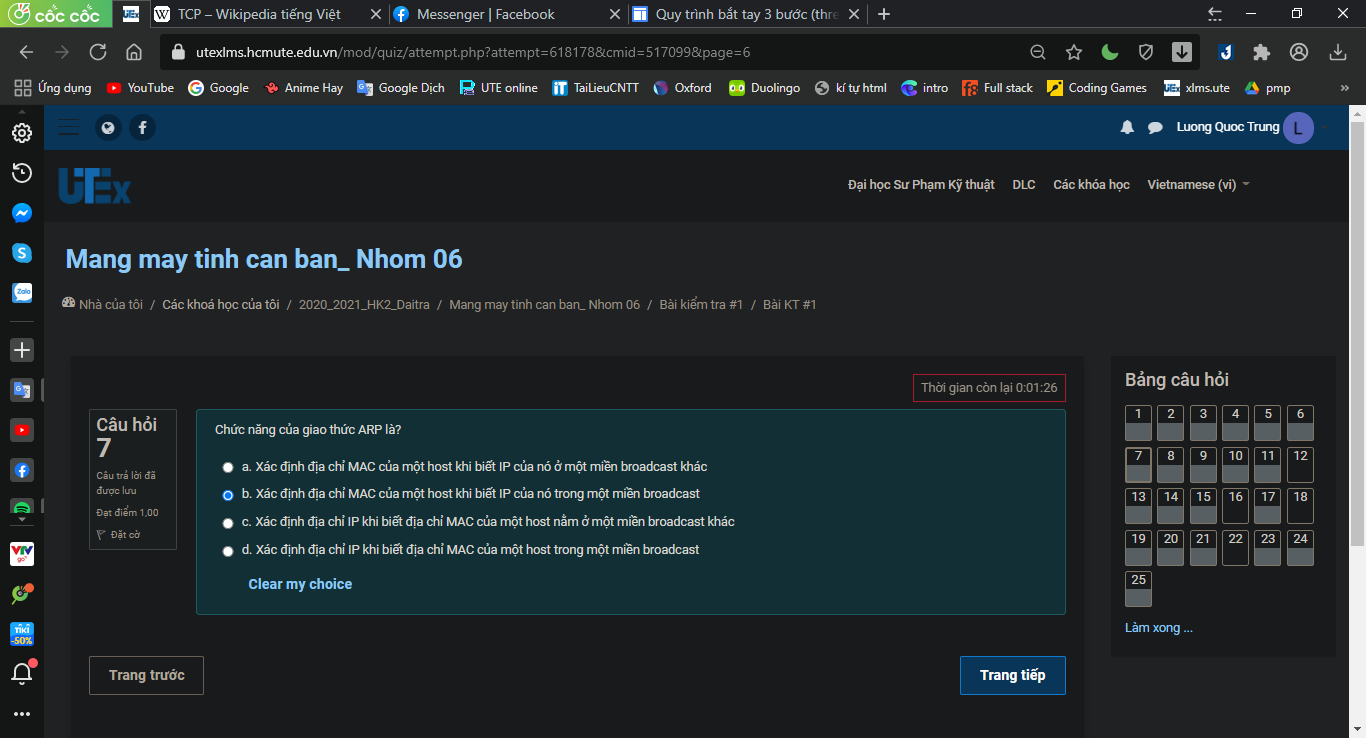 cốc cốc
UTEx
TCP – Wikipedia tiếng Việt
Messenger | Facebook
Quy trình bắt tay 3 bước (thre
utexlms.hcmute.edu.vn/mod/quiz/attempt.php?attempt=618178&cmid=517099&page=6
Ứng dụng YouTube Google Anime Hay Google Dịch UTE online TaiLieuCNTT Oxford Duolingo kí tự html intro Full stack Coding Games xlms.ute pmp »
Luong Quoc Trung L
UTEx
Đại học Sư Phạm Kỹ thuật DLC Các khóa học Vietnamese (vi)
Mang may tinh can ban_ Nhom 06
Nhà của tôi / Các khoá học của tôi / 2020_2021_HK2_Daitra / Mang may tinh can ban_ Nhom 06 / Bài kiểm tra #1 / Bài KT #1
Thời gian còn lại 0:01:26
Câu hỏi
7
Câu trả lời đã
được lưu
Đạt điểm 1,00
Đặt cờ
Chức năng của giao thức ARP là?
a. Xác định địa chỉ MAC của một host khi biết IP của nó ở một miền broadcast khác
b. Xác định địa chỉ MAC của một host khi biết IP của nó trong một miền broadcast
c. Xác định địa chỉ IP khi biết địa chỉ MAC của một host nằm ở một miền broadcast khác
d. Xác định địa chỉ IP khi biết địa chỉ MAC của một host trong một miền broadcast
Clear my choice
Trang trước
Trang tiếp
Bảng câu hỏi
1 2 3 4 5 6
7 8 9 10 11 12
13 14 15 16 17 18
19 20 21 22 23 24
25
Làm xong ...
Zalo
VTV
go
TIKI
-50%